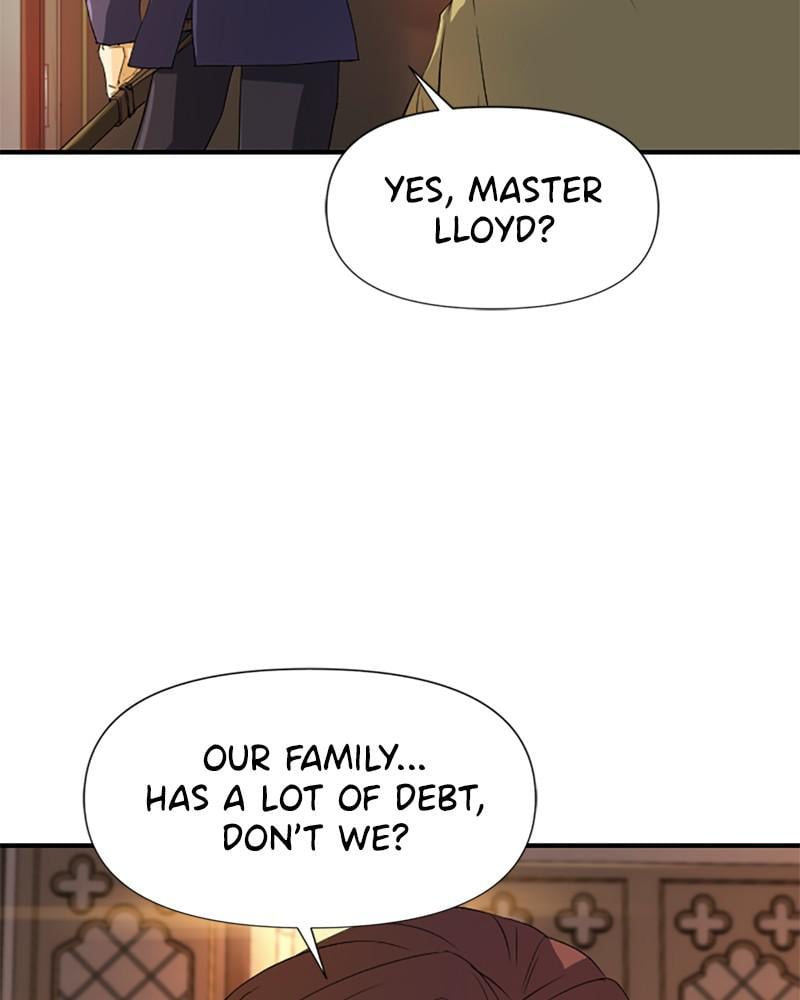 YES, MASTER
LLOYD?
OUR FAMILY...
HAS A LOT OF DEBT,
DON'T WE?